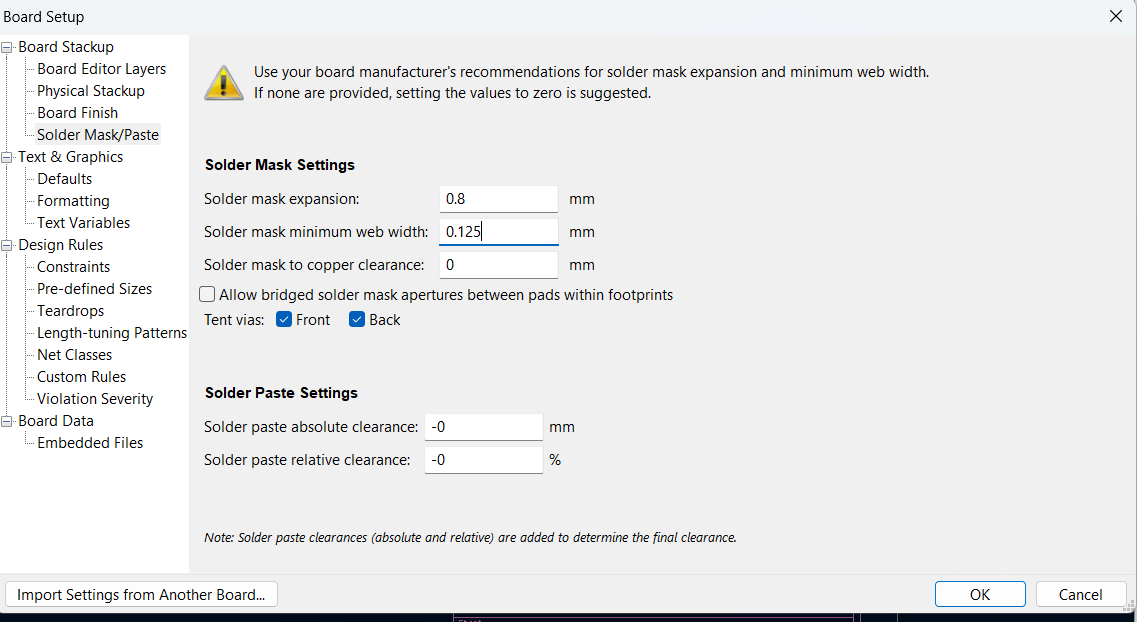 Board Setup
Board Stackup
Board Editor Layers
Physical Stackup
Board Finish
Solder Mask/Paste
Text & Graphics
Defaults
Formatting
Text Variables
Design Rules
Constraints
Pre-defined Sizes
Teardrops
Length-tuning Patterns
Net Classes
Custom Rules
Violation Severity
Board Data
Embedded Files
Use your board manufacturer's recommendations for solder mask expansion and minimum web width.
If none are provided, setting the values to zero is suggested.
Solder Mask Settings
Solder mask expansion: 0.8 mm
Solder mask minimum web width: 0.125 mm
Solder mask to copper clearance: 0 mm
Allow bridged solder mask apertures between pads within footprints
Tent vias: Front Back
Solder Paste Settings
Solder paste absolute clearance: -0 mm
Solder paste relative clearance: -0 %
Note: Solder paste clearances (absolute and relative) are added to determine the final clearance.
Import Settings from Another Board... OK Cancel